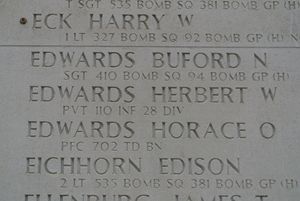 T SGT 535 BOMB SQ 381 BOMB GP (H)
ECK HARRY W
1 LT 327 BOMB SQ 92 BOMB GP (H)
EDWARDS BUFORD N
SGT 410 BOMB SQ 94 BOMB GP (H)
EDWARDS HERBERT W
PVT 110 INF 28 DIV
EDWARDS HORACE O
PFC 702 TD BN
EICHHORN EDISON
2 LT 535 BOMB SQ 381 BOMB GP (H)
ELLENBURG JAMES T